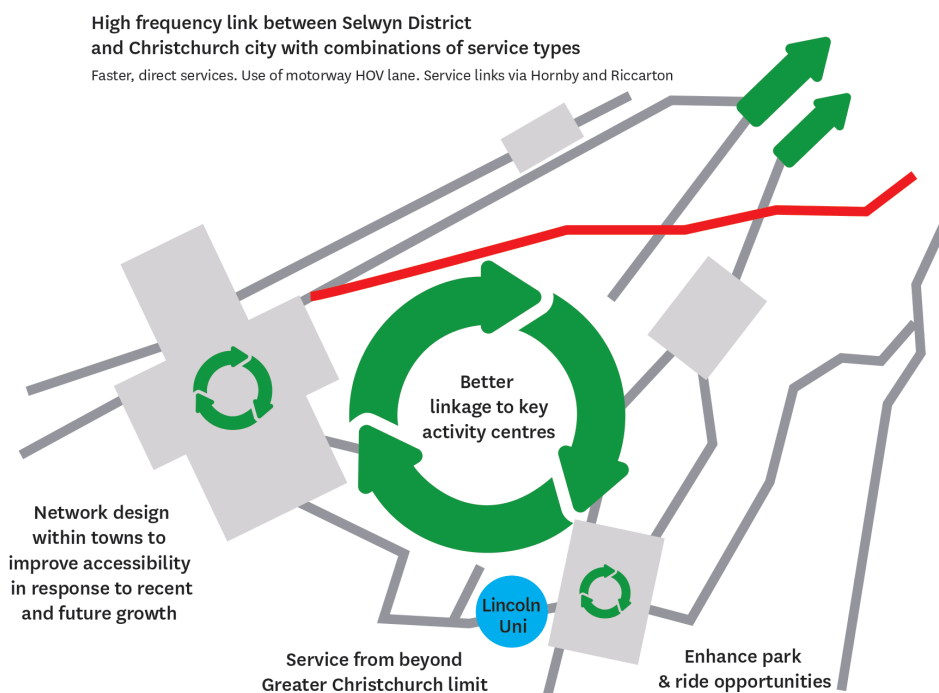 High frequency link between Selwyn District
and Christchurch city with combinations of service types
Faster, direct services. Use of motorway HOV lane. Service links via Hornby and Riccarton
Better
linkage to key
activity centres
Network design
within towns to
improve accessibility
in response to recent
and future growth
Lincoln
Uni
Service from beyond
Greater Christchurch limit
Enhance park
& ride opportunities